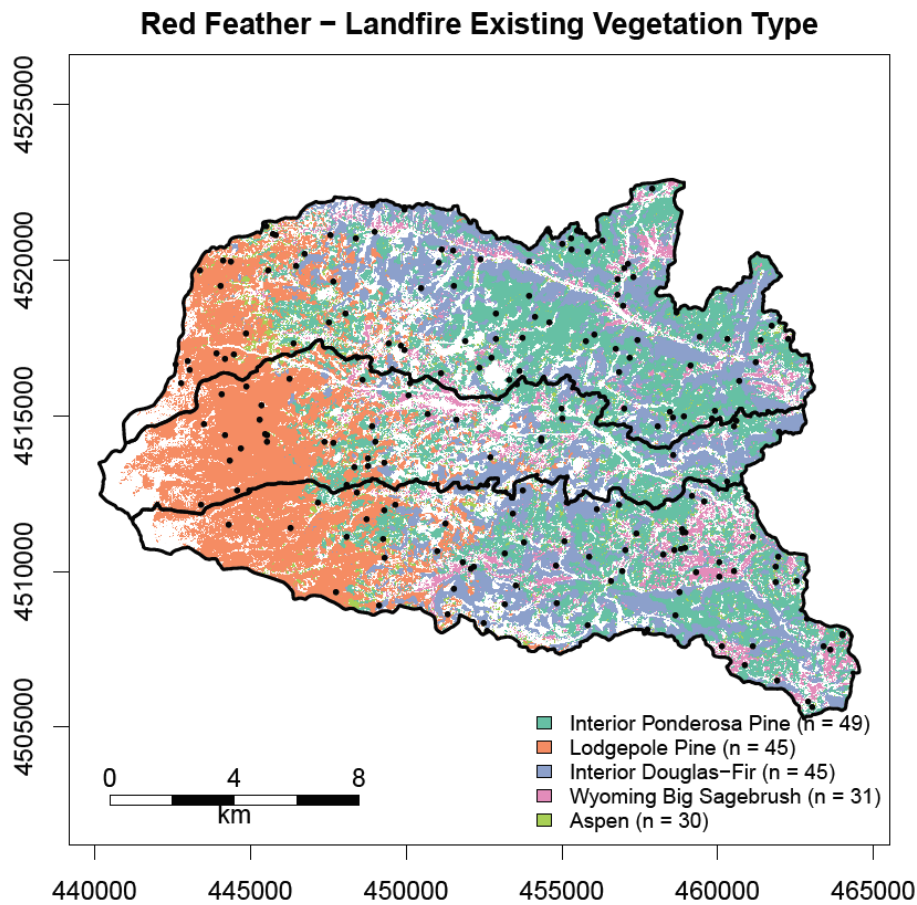 Red Feather − Landfire Existing Vegetation Type
4525000
4520000
4515000
4510000
4505000
Interior Ponderosa Pine (n = 49)
Lodgepole Pine (n = 45)
Interior Douglas−Fir (n = 45)
Wyoming Big Sagebrush (n = 31)
Aspen (n = 30)
0 4 8
km
440000 445000 450000 455000 460000 465000